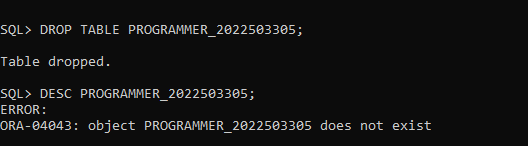 SQL> DROP TABLE PROGRAMMER_2022503305;
Table dropped.
SQL> DESC PROGRAMMER_2022503305;
ERROR:
ORA-04043: object PROGRAMMER_2022503305 does not exist